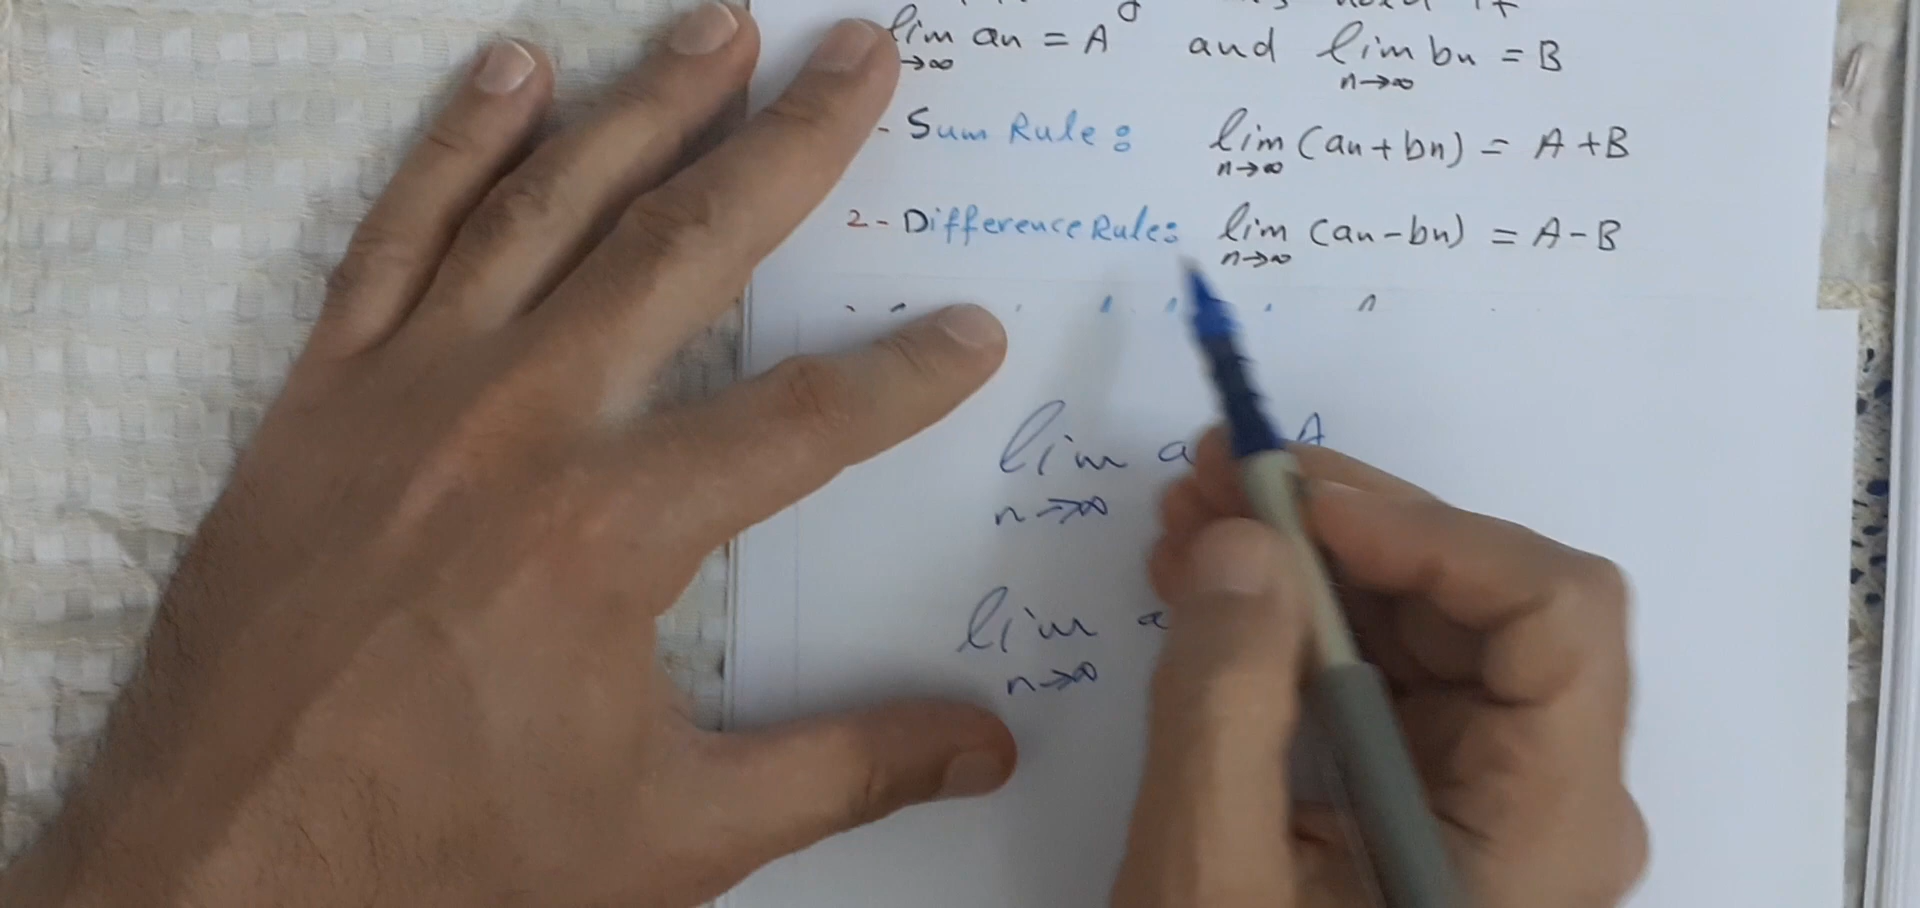 lim an = A and lim bn = B
→∞ n→∞
- Sum Rule: lim (an + bn) = A + B
n→∞
2 - Difference Rule: lim (an - bn) = A - B
n→∞
lim a A
n→∞
lim a
n→∞